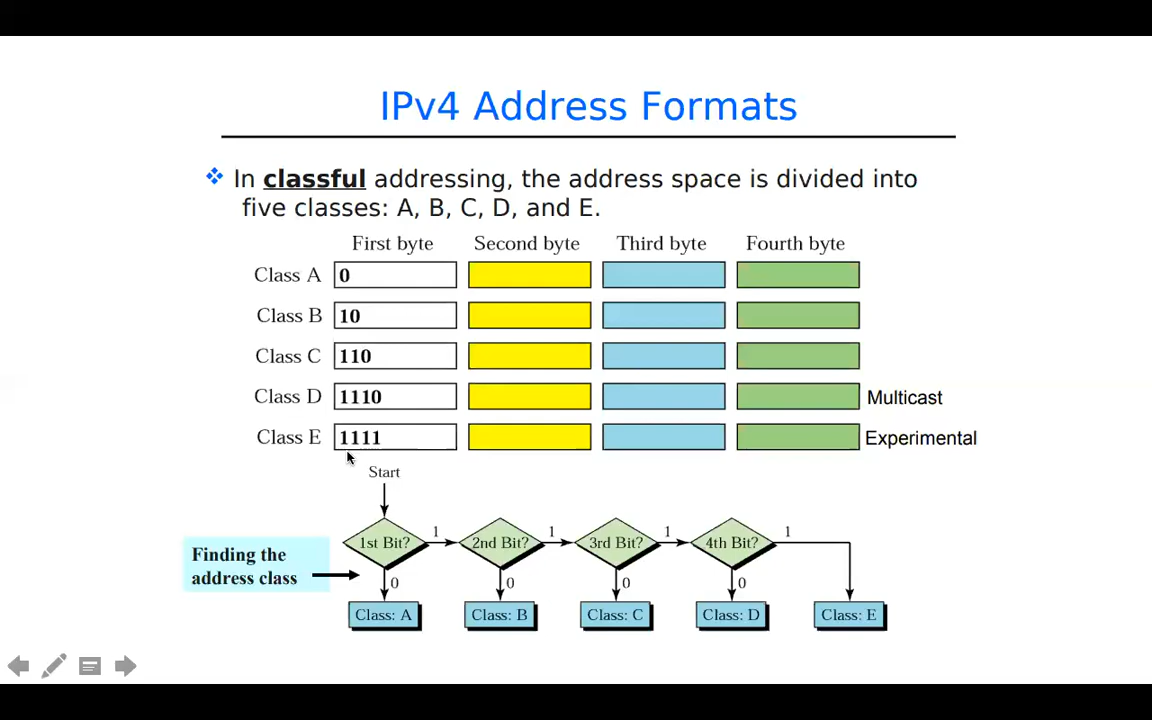 IPv4 Address Formats
In classful addressing, the address space is divided into
five classes: A, B, C, D, and E.
First byte Second byte Third byte Fourth byte
Class A 0
Class B 10
Class C 110
Class D 1110 Multicast
Class E 1111 Experimental
Start
1st Bit? 1 2nd Bit? 1 3rd Bit? 1 4th Bit? 1
Finding the
address class
0 0 0 0
Class: A Class: B Class: C Class: D Class: E